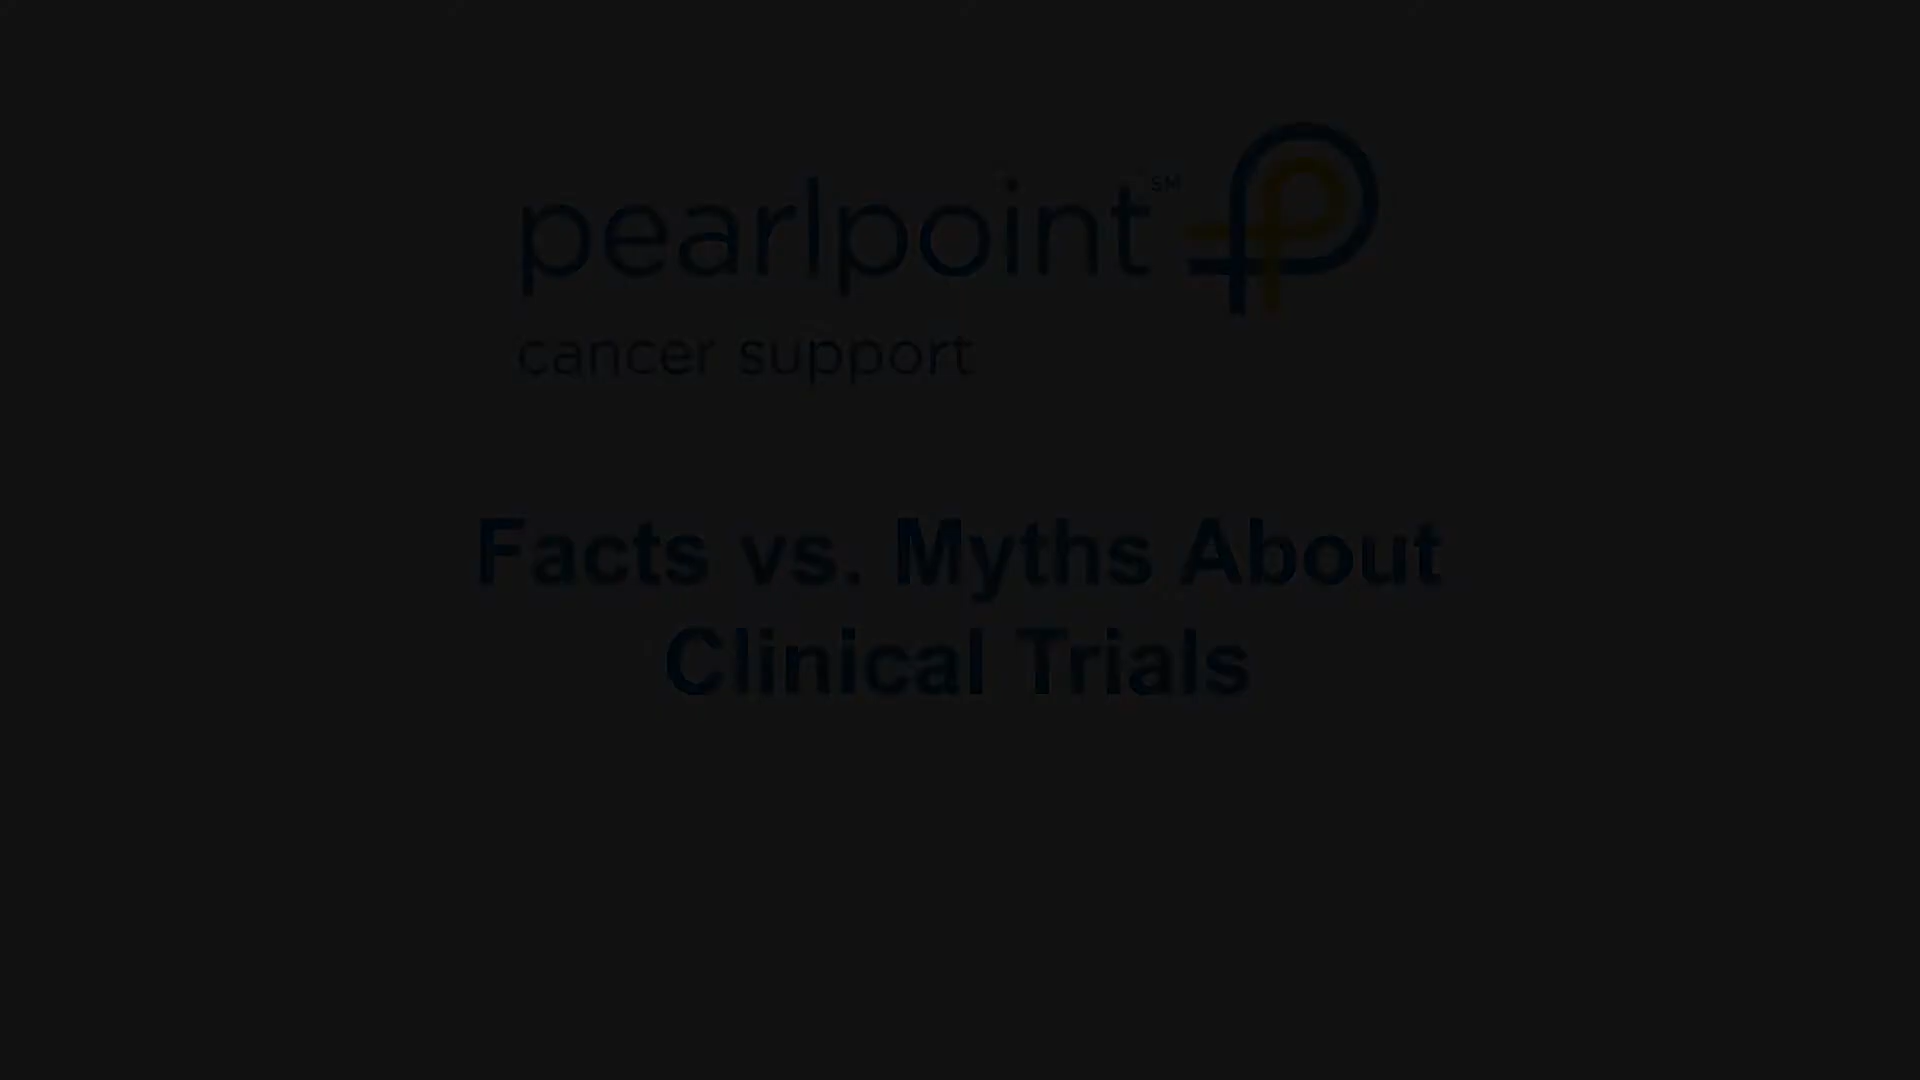 pearlpoint℠
cancer support
Facts vs. Myths About
Clinical Trials